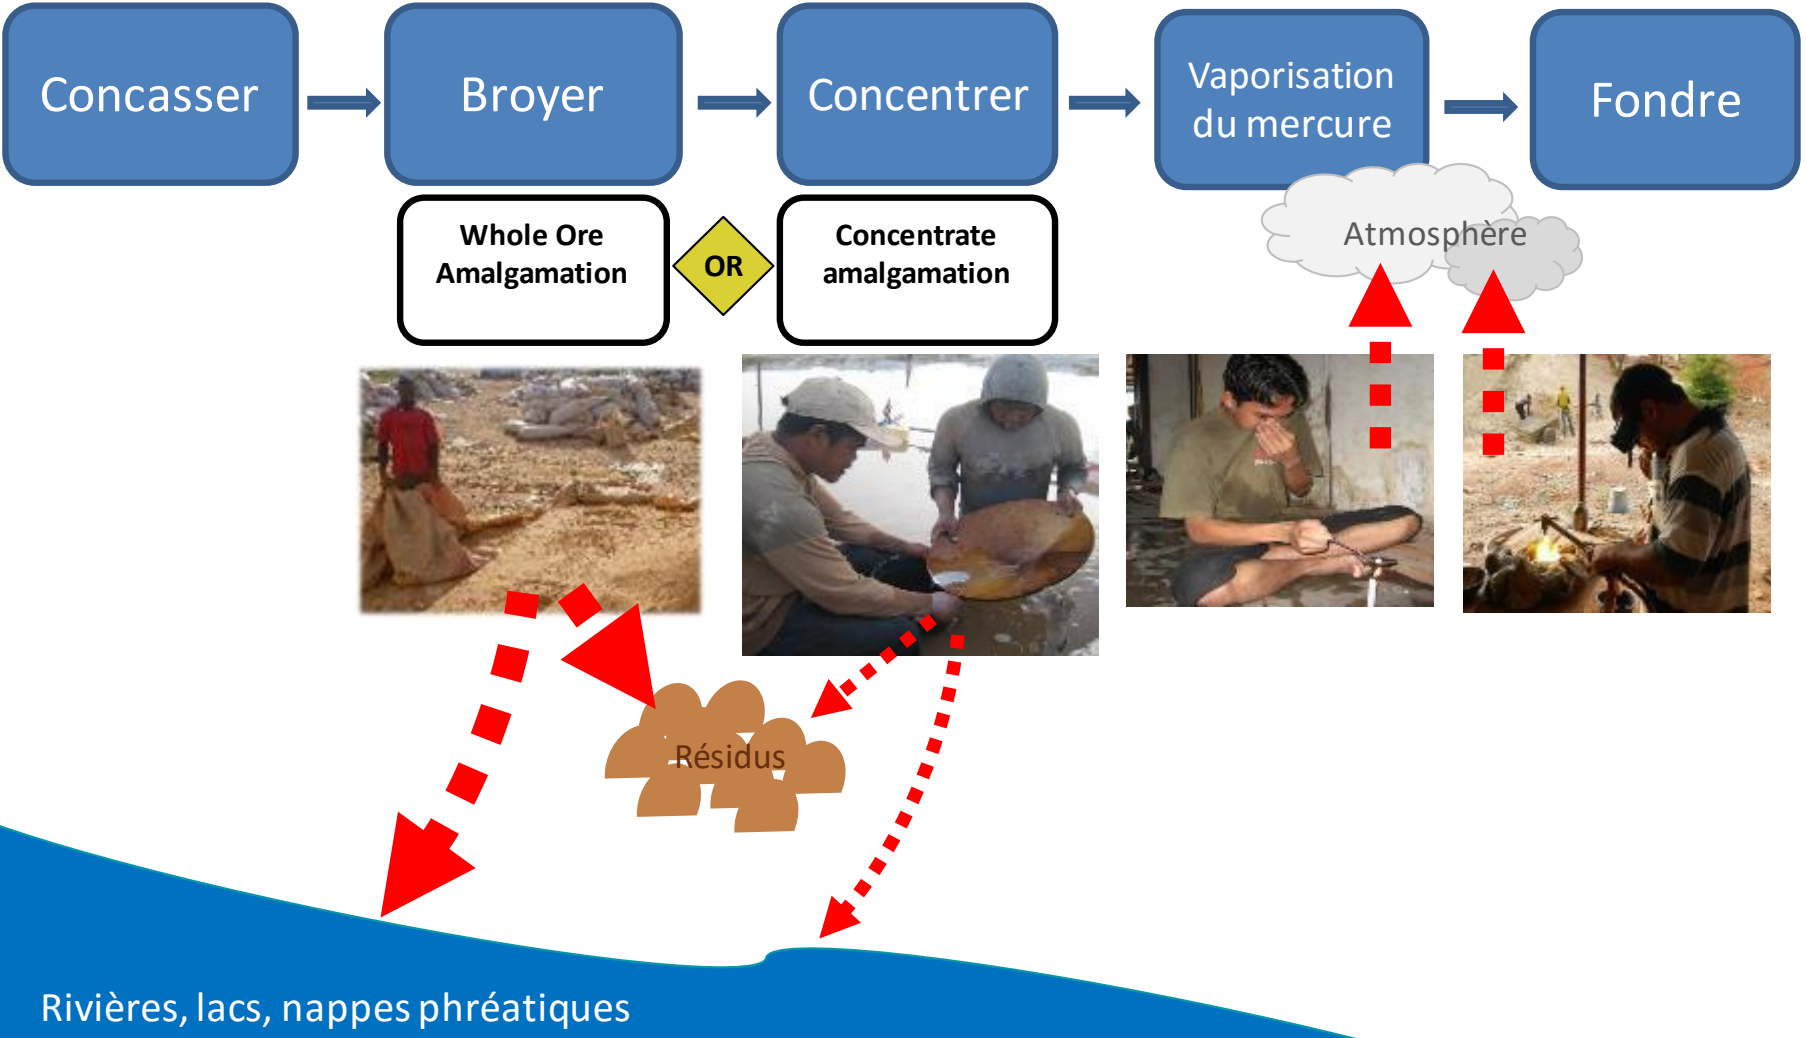 Concasser
Broyer
Concentrer
Vaporisation
du mercure
Fondre
Whole Ore
Amalgamation
OR
Concentrate
amalgamation
Atmosphère
Résidus
Rivières, lacs, nappes phréatiques